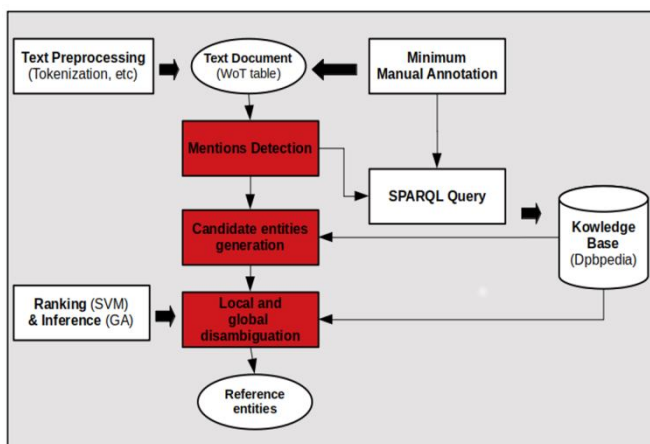 Text Preprocessing
(Tokenization, etc)
Text Document
(WoT table)
Minimum
Manual Annotation
Mentions Detection
SPARQL Query
Kowledge
Base
(Dpbpedia)
Candidate entities
generation
Ranking (SVM)
& Inference (GA)
Local and
global
disambiguation
Reference
entities